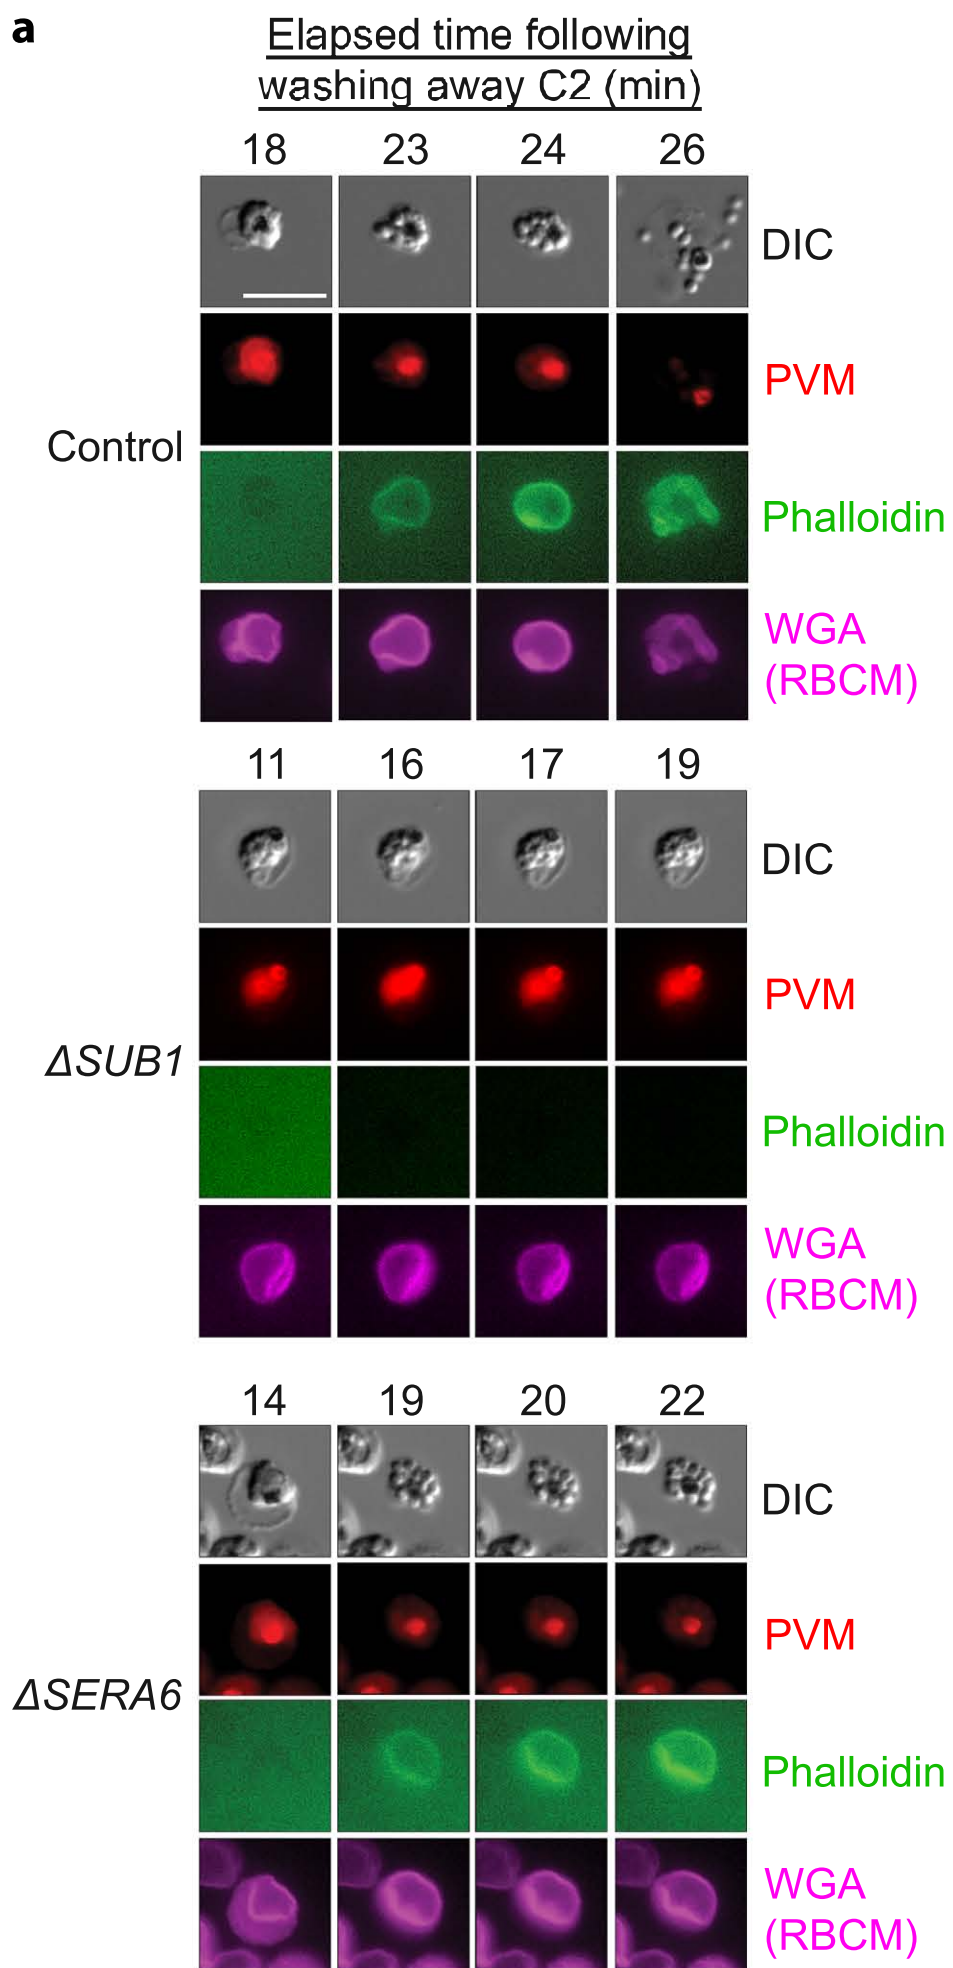 a
Elapsed time following
washing away C2 (min)
18 23 24 26
DIC
PVM
Control
Phalloidin
WGA
(RBCM)
11 16 17 19
DIC
PVM
ΔSUB1
Phalloidin
WGA
(RBCM)
14 19 20 22
DIC
PVM
ΔSERA6
Phalloidin
WGA
(RBCM)